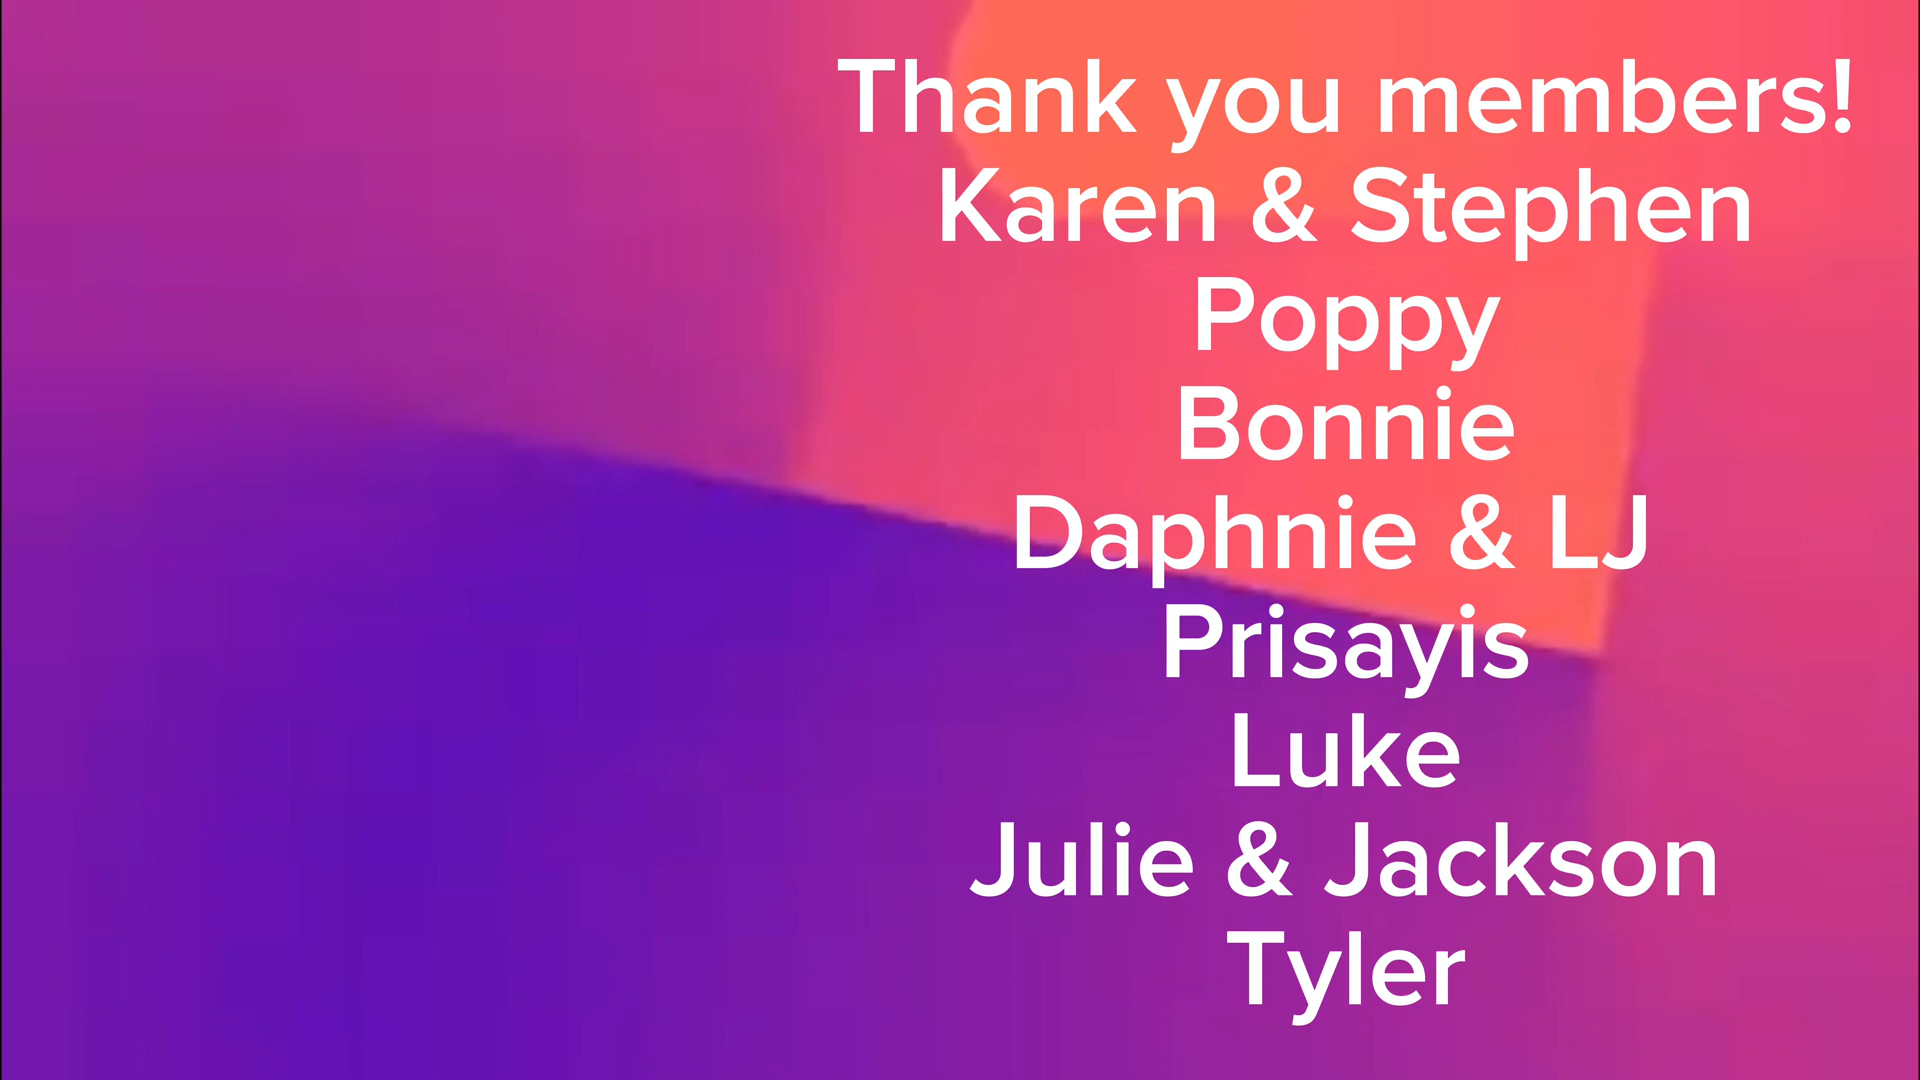 Thank you members!
Karen & Stephen
Poppy
Bonnie
Daphnie & LJ
Prisayis
Luke
Julie & Jackson
Tyler